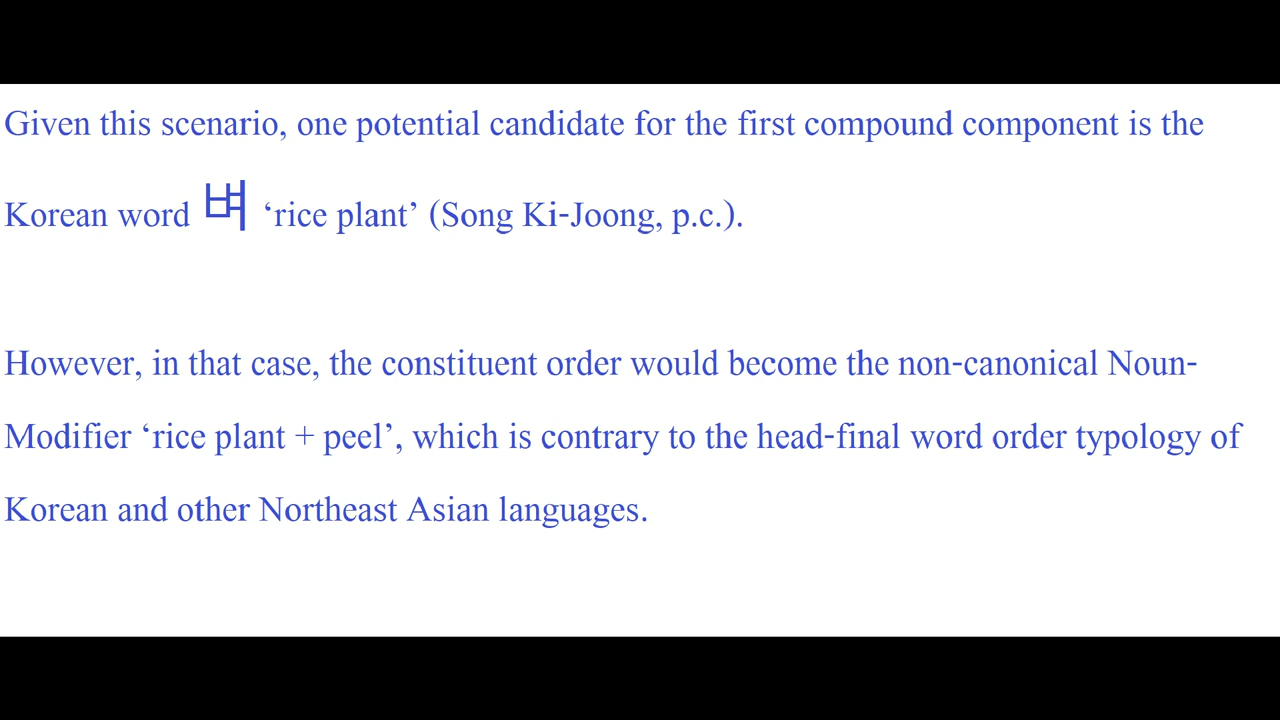 Given this scenario, one potential candidate for the first compound component is the
Korean word 벼 ‘rice plant’ (Song Ki-Joong, p.c.).
However, in that case, the constituent order would become the non-canonical Noun-
Modifier ‘rice plant + peel’, which is contrary to the head-final word order typology of
Korean and other Northeast Asian languages.